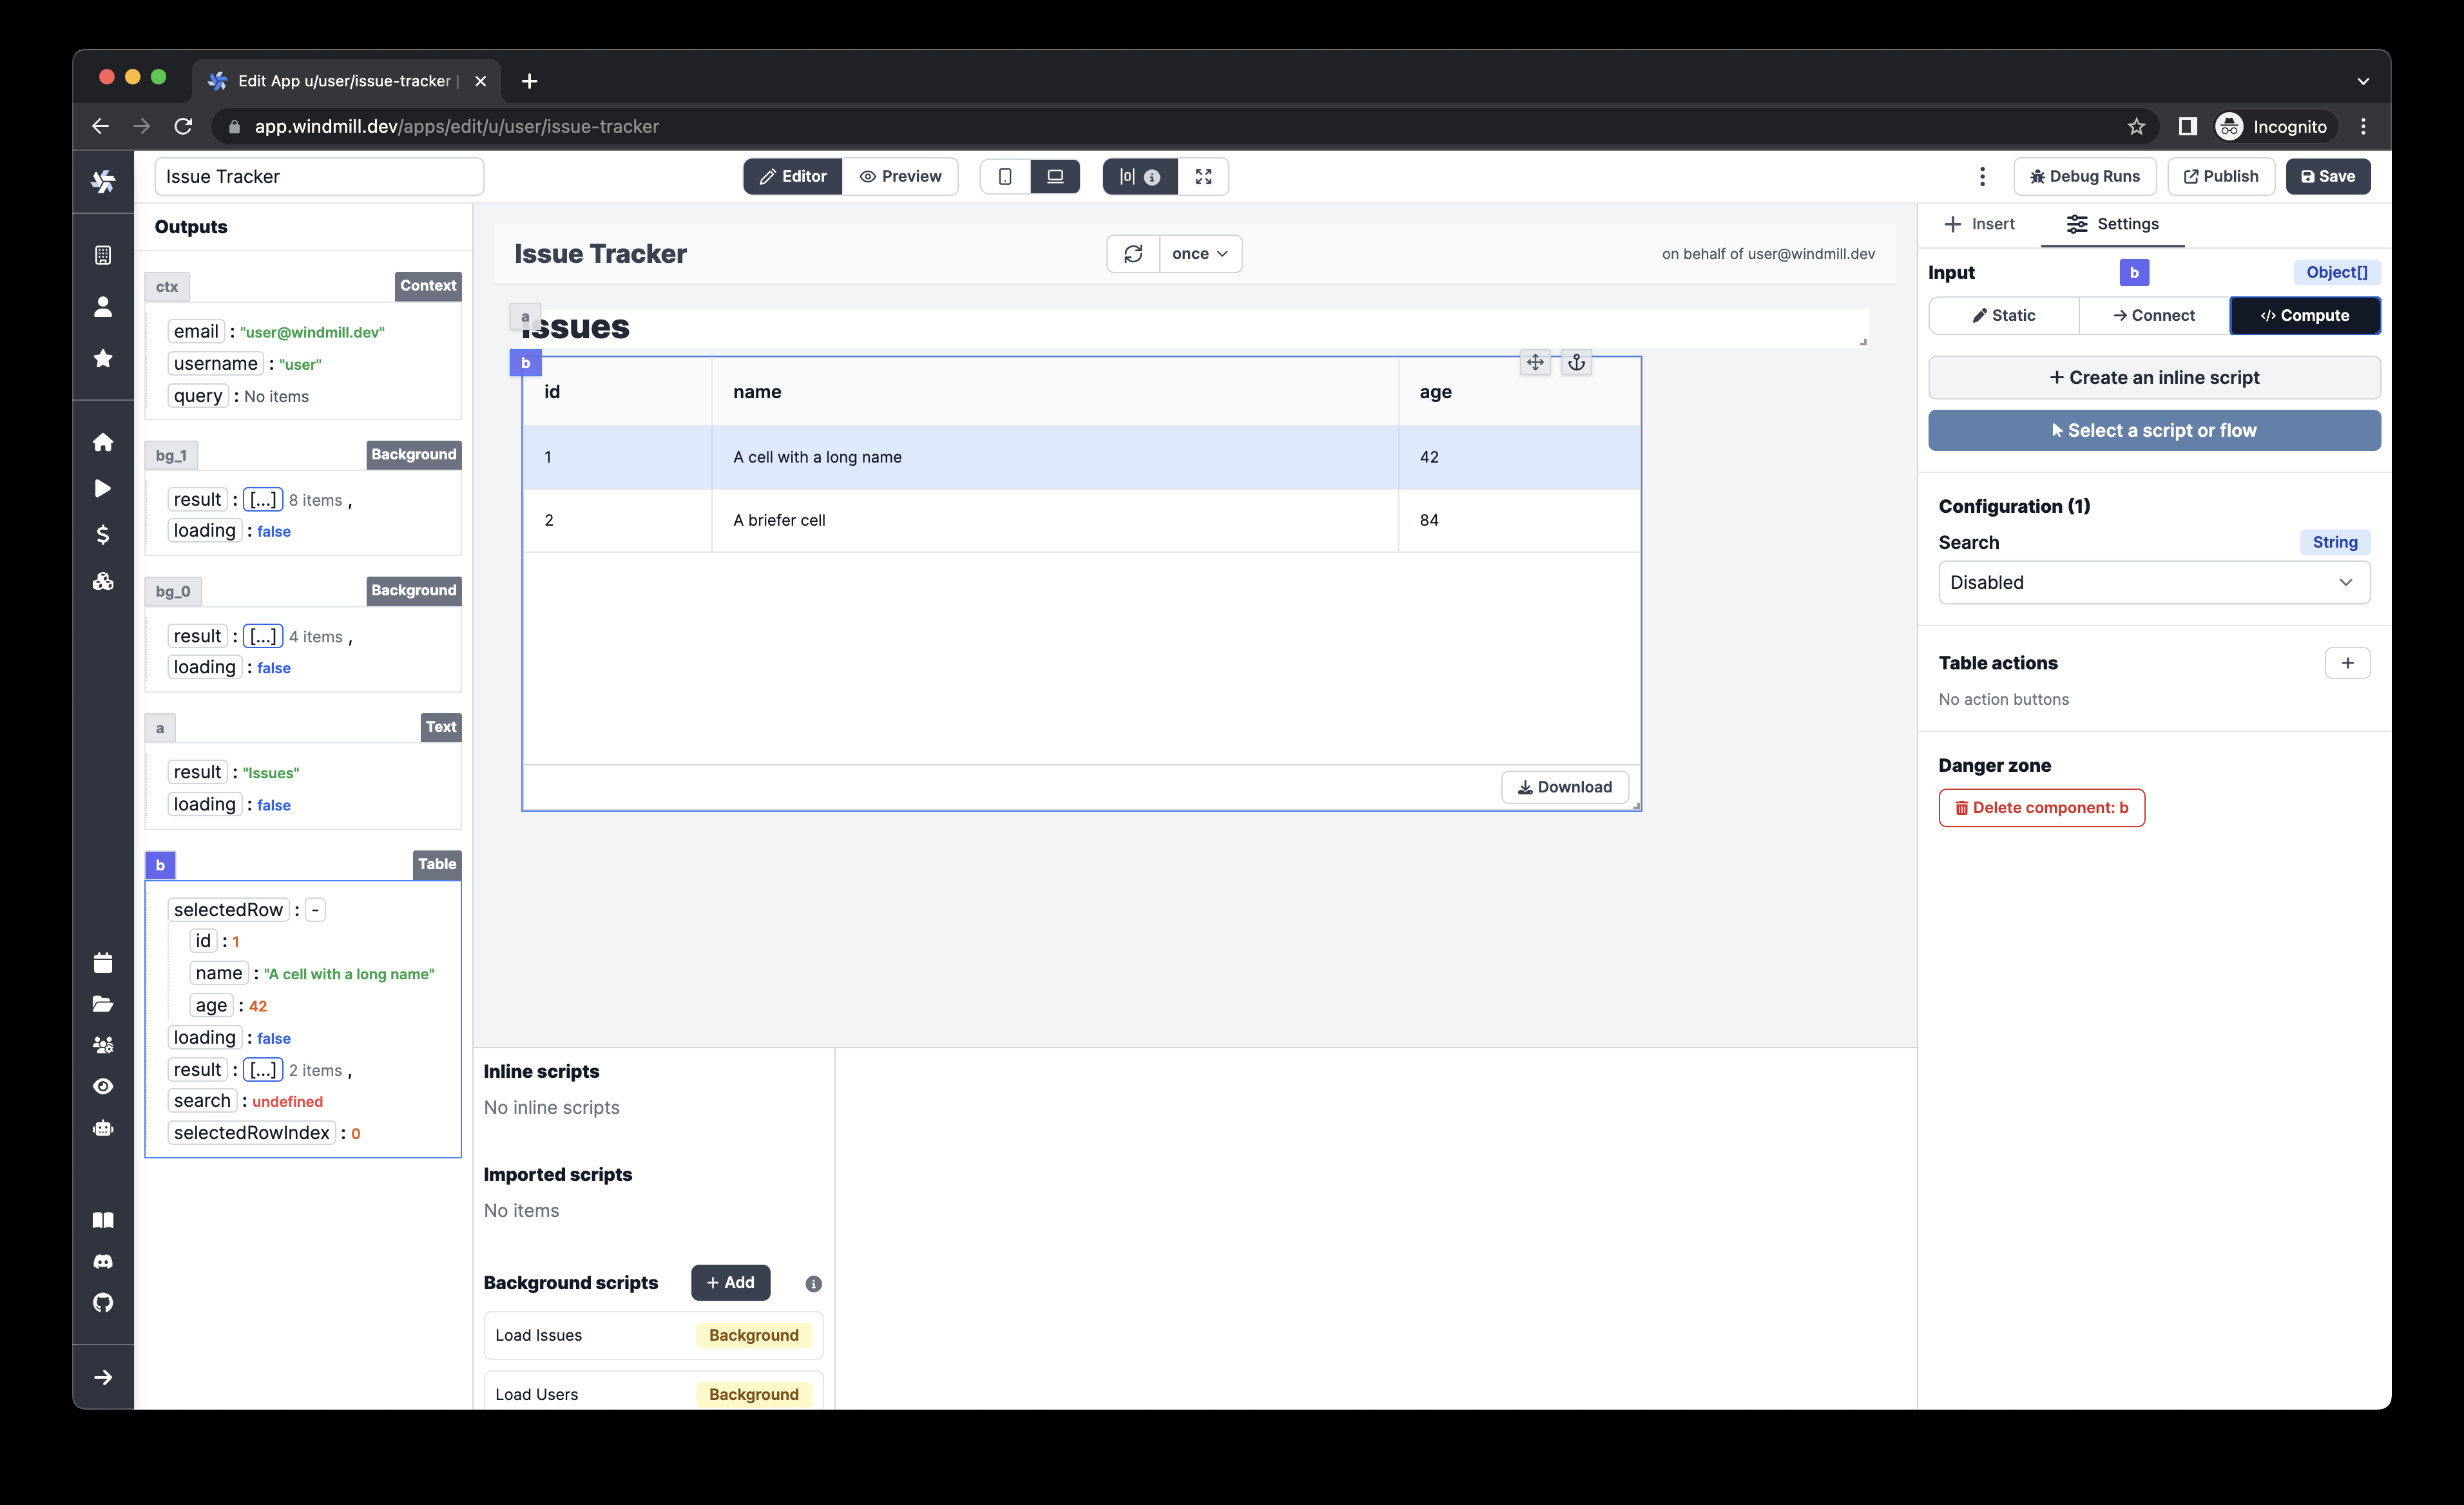 Edit App u/user/issue-tracker |
app.windmill.dev/apps/edit/u/user/issue-tracker
Incognito
Issue Tracker
Editor
Preview
Debug Runs
Publish
Save
Outputs
ctx
Context
email : "user@windmill.dev"
username : "user"
query : No items
bg_1
Background
result : [...] 8 items ,
loading : false
bg_0
Background
result : [...] 4 items ,
loading : false
a
Text
result : "Issues"
loading : false
b
Table
selectedRow : -
id : 1
name : "A cell with a long name"
age : 42
loading : false
result : [...] 2 items ,
search : undefined
selectedRowIndex : 0
Issue Tracker
once
on behalf of user@windmill.dev
a
Issues
b
id name age
1 A cell with a long name 42
2 A briefer cell 84
Download
Inline scripts
No inline scripts
Imported scripts
No items
Background scripts
+ Add
Load Issues Background
Load Users Background
Insert
Settings
Input
b
Object[]
Static
Connect
Compute
+ Create an inline script
Select a script or flow
Configuration (1)
Search
String
Disabled
Table actions
+
No action buttons
Danger zone
Delete component: b